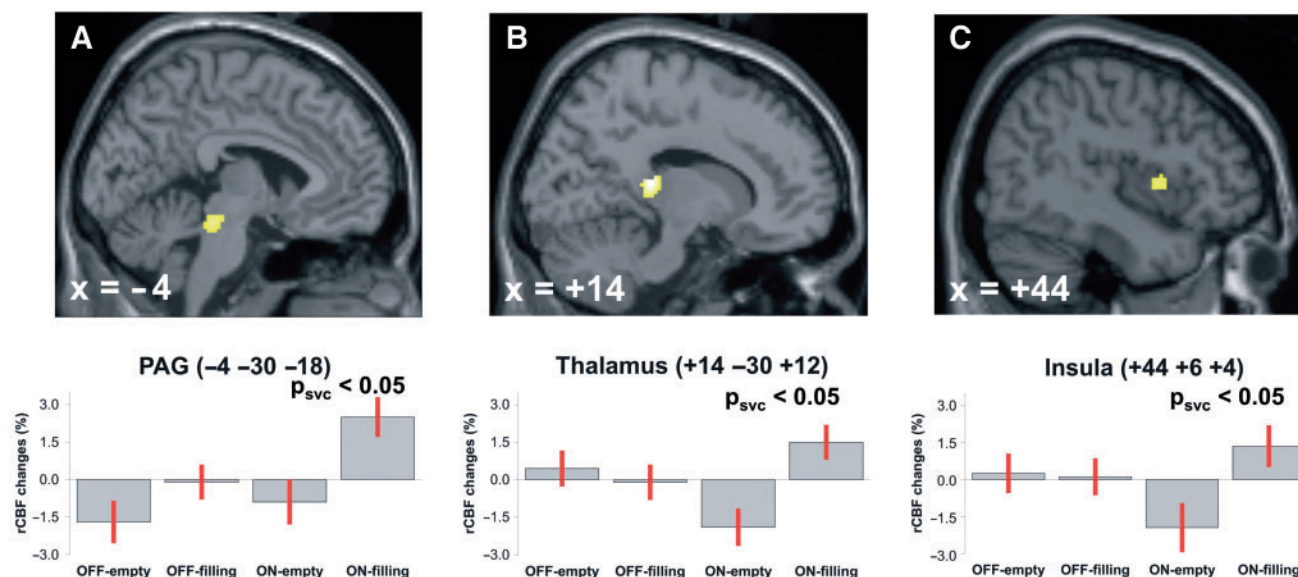 A
x = −4
B
x = +14
C
x = +44
PAG (−4 −30 −18)
psvc < 0.05
rCBF changes (%)
3.0
1.5
0.0
−1.5
−3.0
OFF-empty OFF-filling ON-empty ON-filling
Thalamus (+14 −30 +12)
psvc < 0.05
rCBF changes (%)
3.0
1.5
0.0
−1.5
−3.0
OFF-empty OFF-filling ON-empty ON-filling
Insula (+44 +6 +4)
psvc < 0.05
rCBF changes (%)
3.0
1.5
0.0
−1.5
−3.0
OFF-empty OFF-filling ON-empty ON-filling